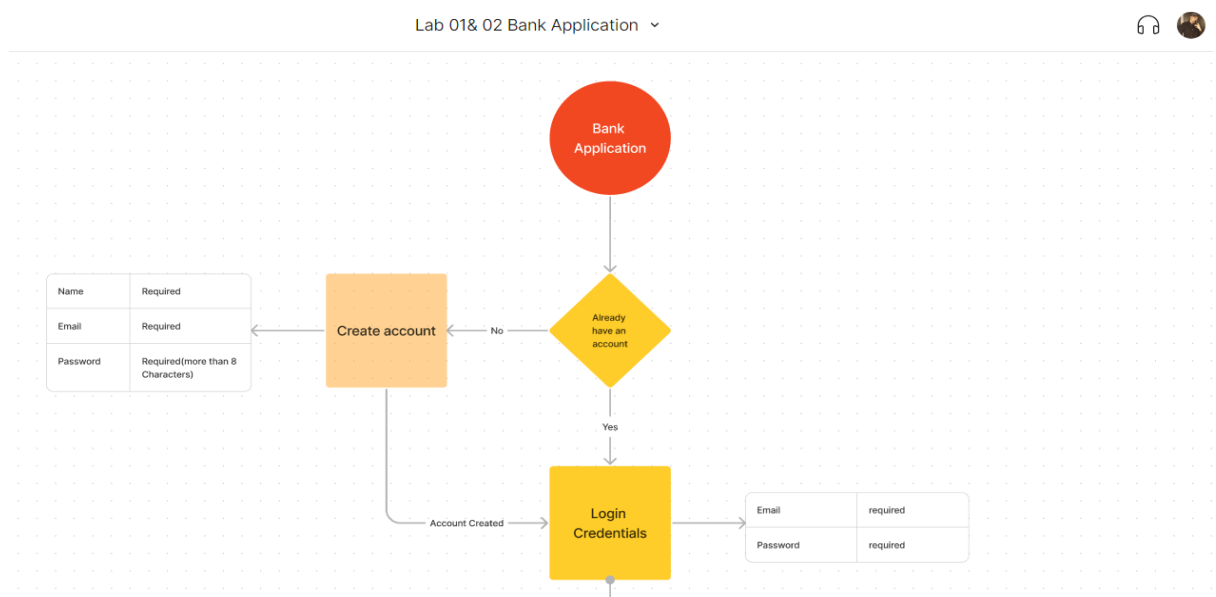 Lab 01& 02 Bank Application
Bank
Application
Already
have an
account
No
Create account
Name
Required
Email
Required
Password
Required(more than 8
Characters)
Yes
Account Created
Login
Credentials
Email
required
Password
required